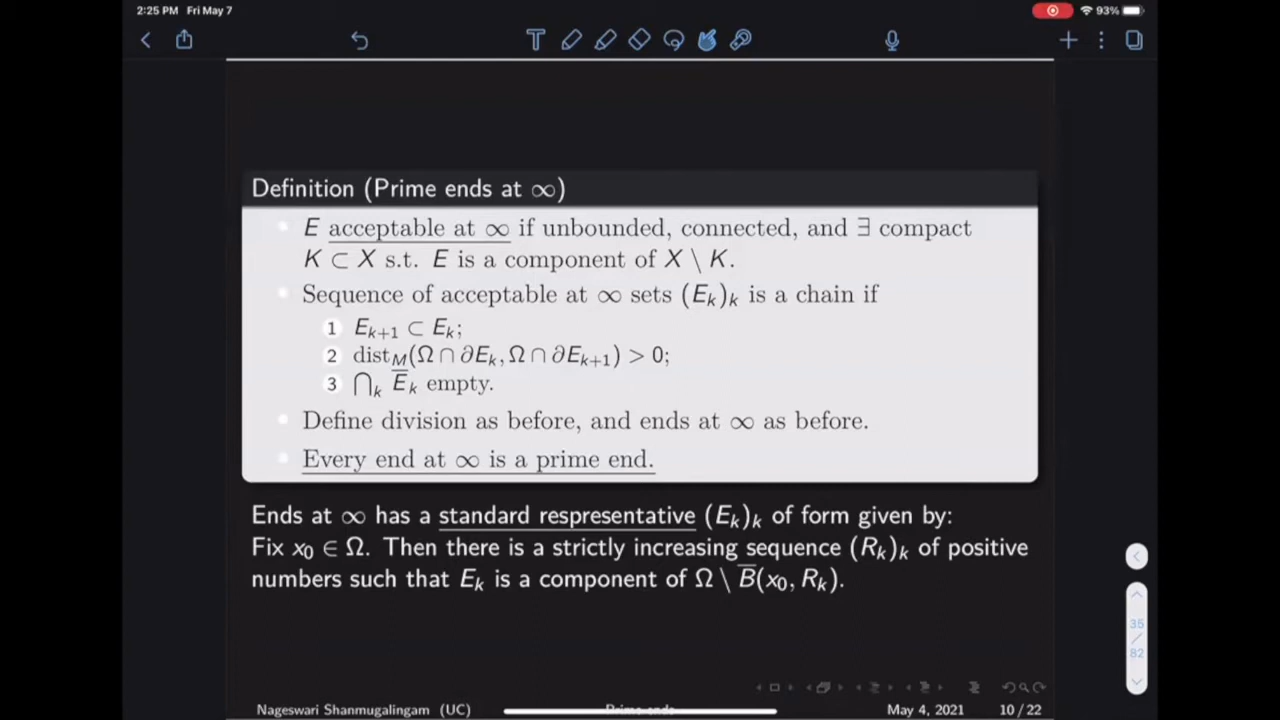 2:25 PM Fri May 7
93%
Definition (Prime ends at ∞)
E acceptable at ∞ if unbounded, connected, and ∃ compact
K ⊂ X s.t. E is a component of X \ K.
Sequence of acceptable at ∞ sets (E_k)_k is a chain if
1 E_{k+1} ⊂ E_k;
2 dist_M(Ω ∩ ∂E_k, Ω ∩ ∂E_{k+1}) > 0;
3 ⋂_k E̅_k empty.
Define division as before, and ends at ∞ as before.
Every end at ∞ is a prime end.
Ends at ∞ has a standard respresentative (E_k)_k of form given by:
Fix x_0 ∈ Ω. Then there is a strictly increasing sequence (R_k)_k of positive
numbers such that E_k is a component of Ω \ B̅(x_0, R_k).
35
/
82
Nageswari Shanmugalingam (UC) Prime ends May 4, 2021 10 / 22